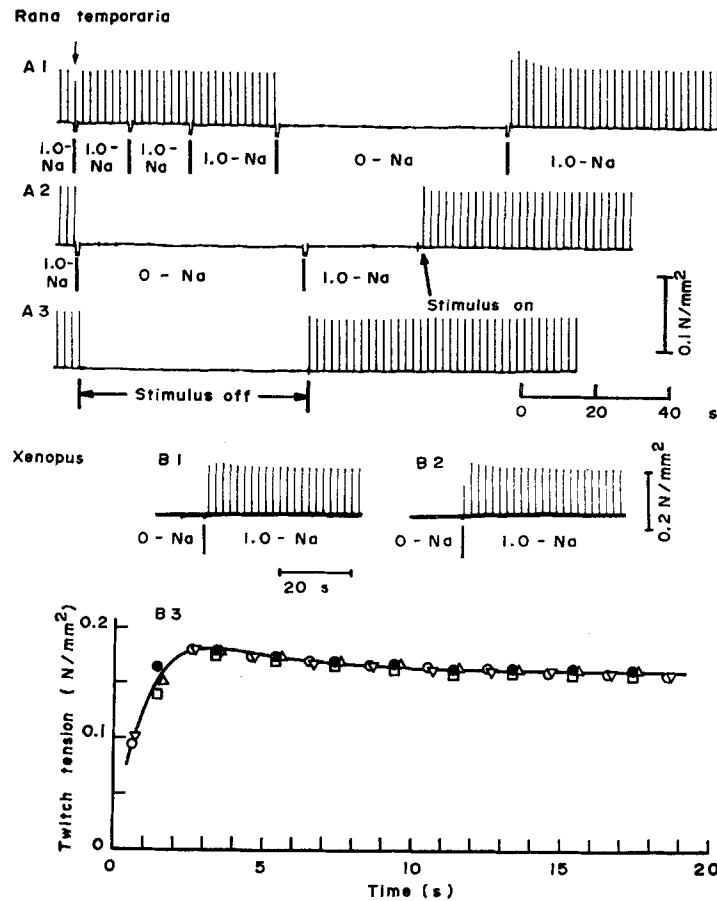 Rana temporaria
A1
1.0-Na 1.0-Na 1.0-Na 1.0-Na 0-Na 1.0-Na
A2
1.0-Na 0-Na 1.0-Na
Stimulus on
0.1 N/mm²
A3
Stimulus off
0 20 40 s
Xenopus B1 B2
0.2 N/mm²
0-Na 1.0-Na 0-Na 1.0-Na
20 s
B3
Twitch tension (N/mm²)
0.2
0.1
0
0 5 10 15 20
Time (s)